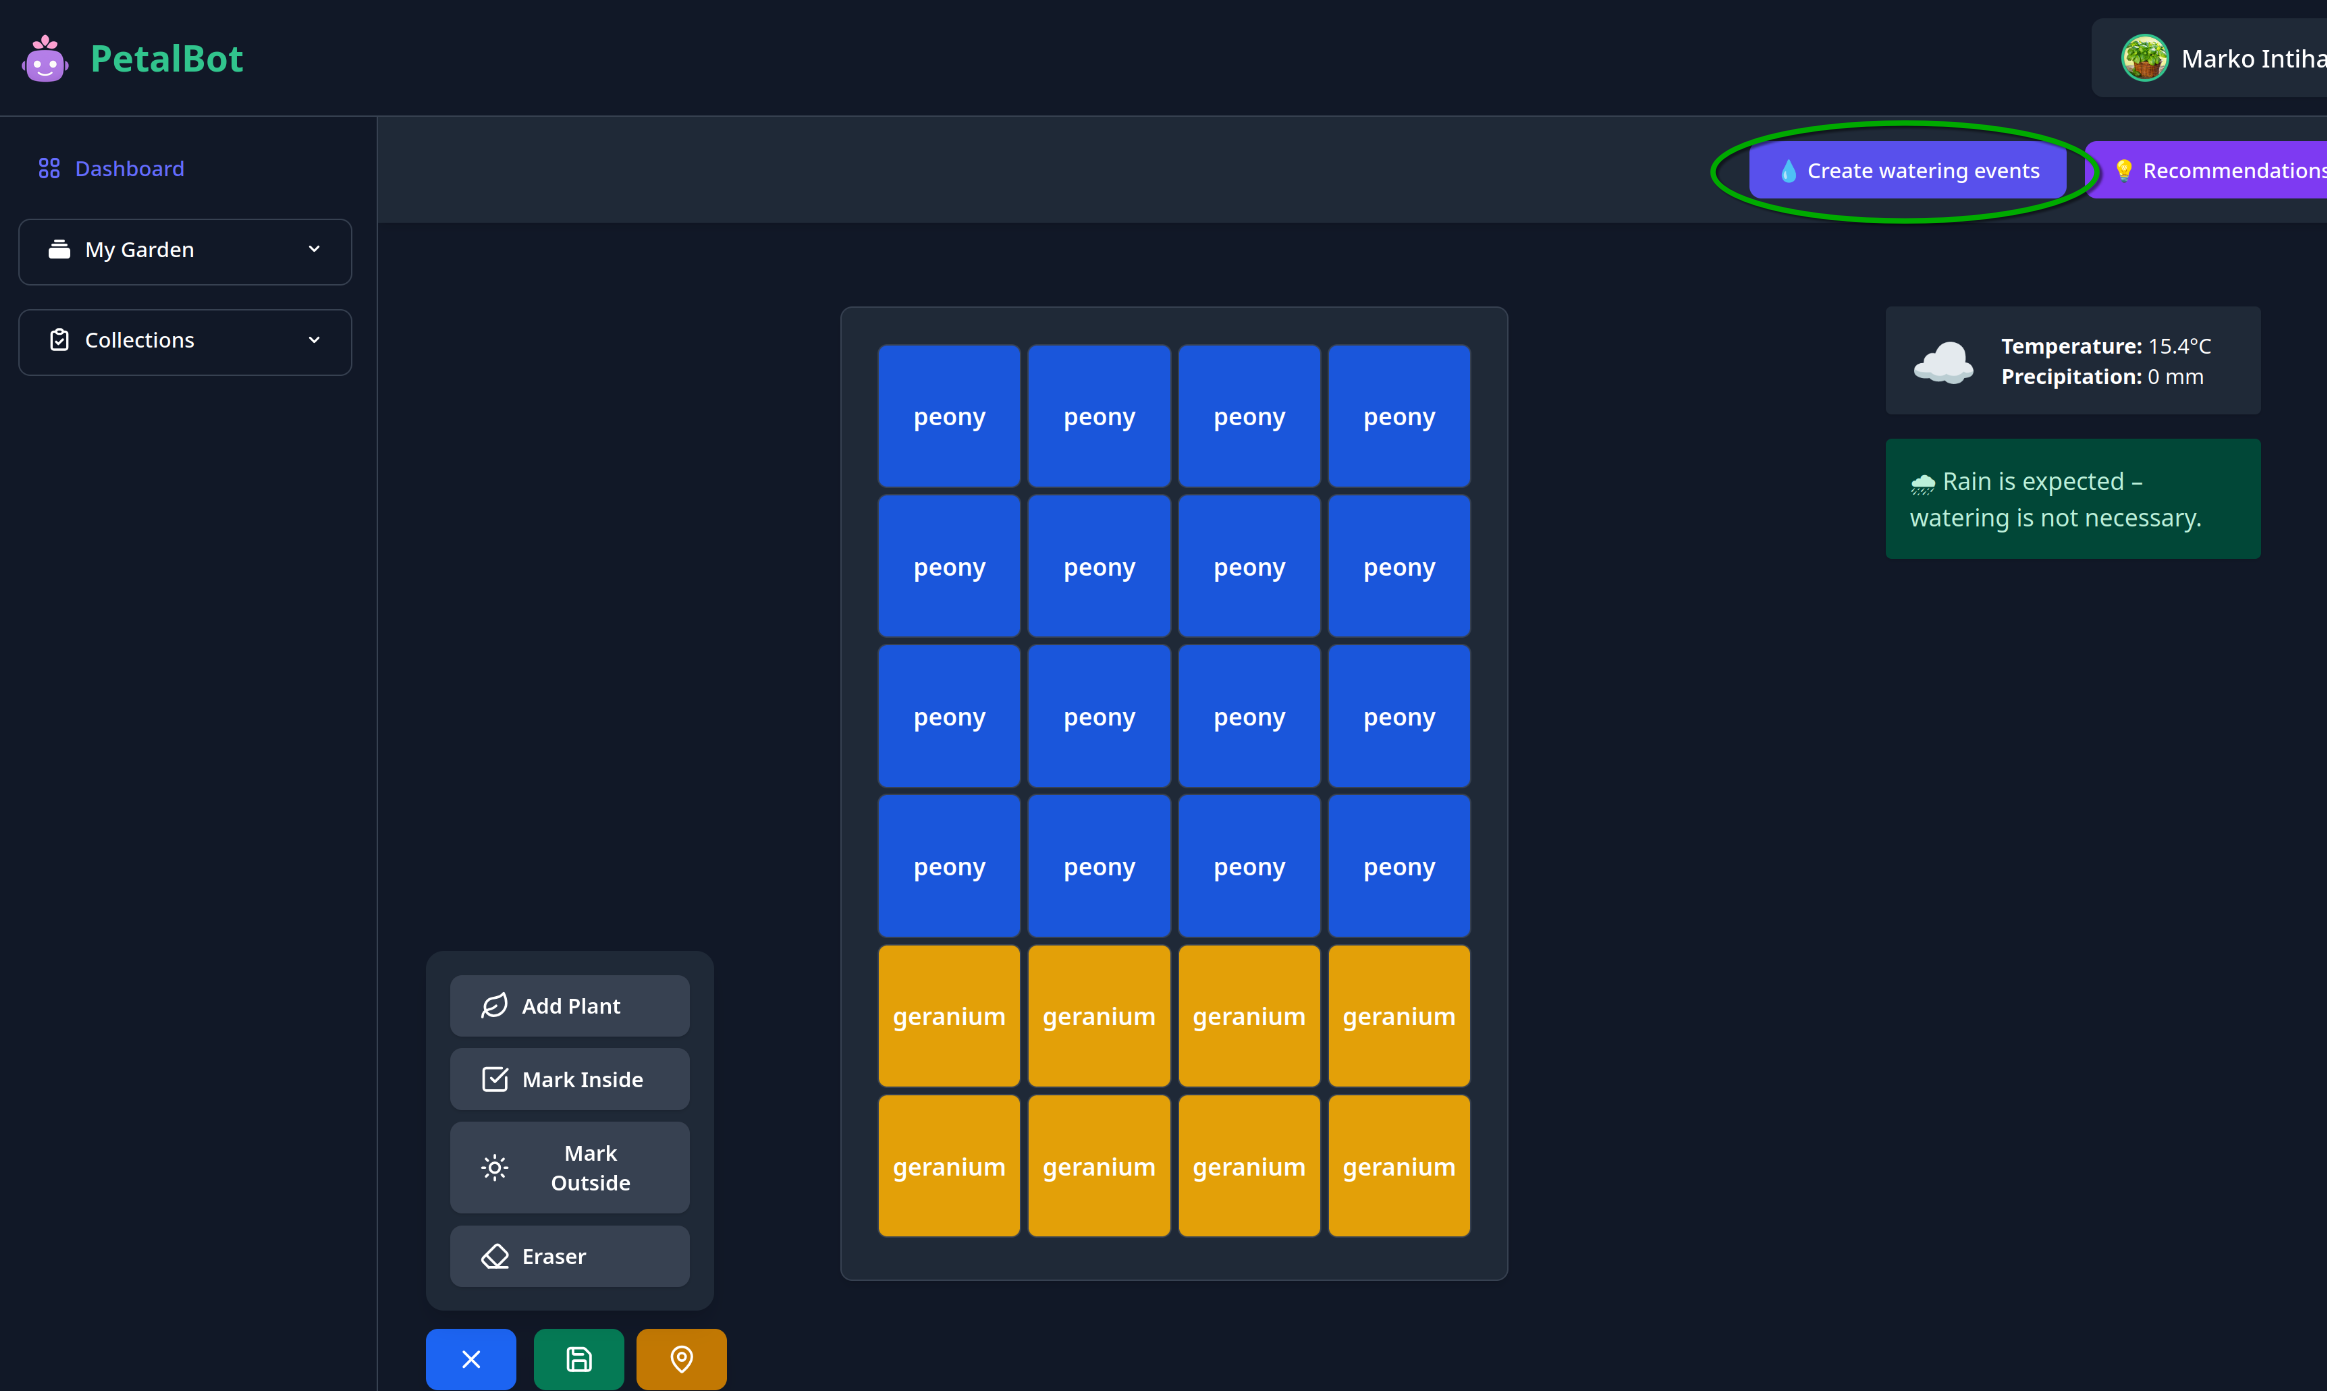 PetalBot
Marko Intiha
Dashboard
My Garden
Collections
Create watering events
Recommendations
peony peony peony peony
peony peony peony peony
peony peony peony peony
peony peony peony peony
geranium geranium geranium geranium
geranium geranium geranium geranium
Temperature: 15.4°C
Precipitation: 0 mm
Rain is expected –
watering is not necessary.
Add Plant
Mark Inside
Mark
Outside
Eraser